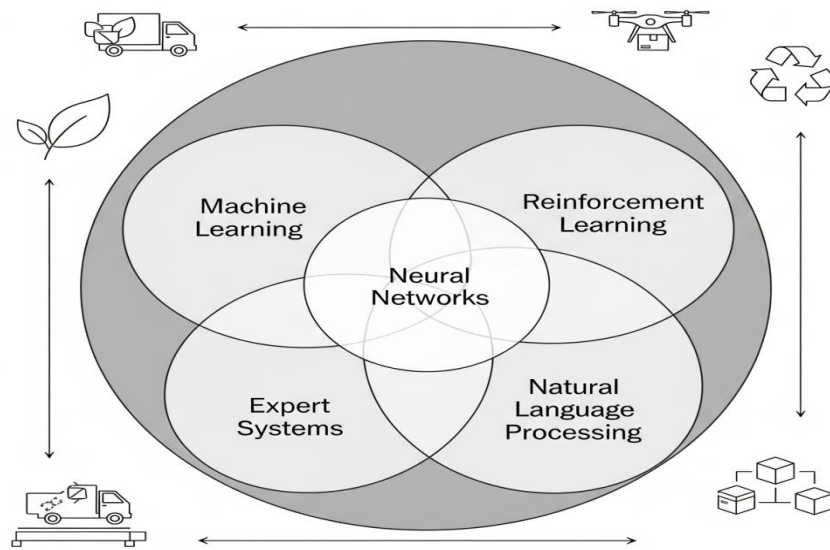 Machine
Learning
Reinforcement
Learning
Neural
Networks
Expert
Systems
Natural
Language
Processing